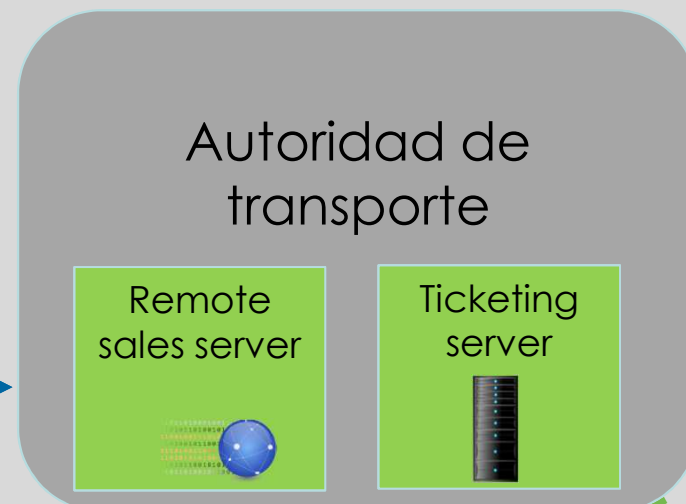 Autoridad de
transporte
Remote
sales server
Ticketing
server